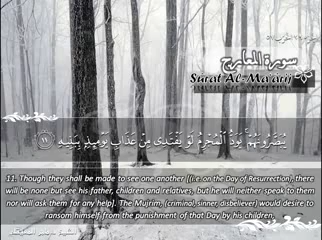 سورة المعارج
Surat Al-Ma'arij
يُبَصَّرُونَهُمْ ۚ يَوَدُّ الْمُجْرِمُ لَوْ يَفْتَدِي مِنْ عَذَابِ يَوْمِئِذٍ بِبَنِيهِ ﴿١١﴾
11. Though they shall be made to see one another [(i.e. on the Day of Resurrection), there
will be none but see his father, children and relatives, but he will neither speak to them
nor will ask them for any help]. The Mujrim, (criminal, sinner, disbeliever) would desire to
ransom himself from the punishment of that Day by his children,